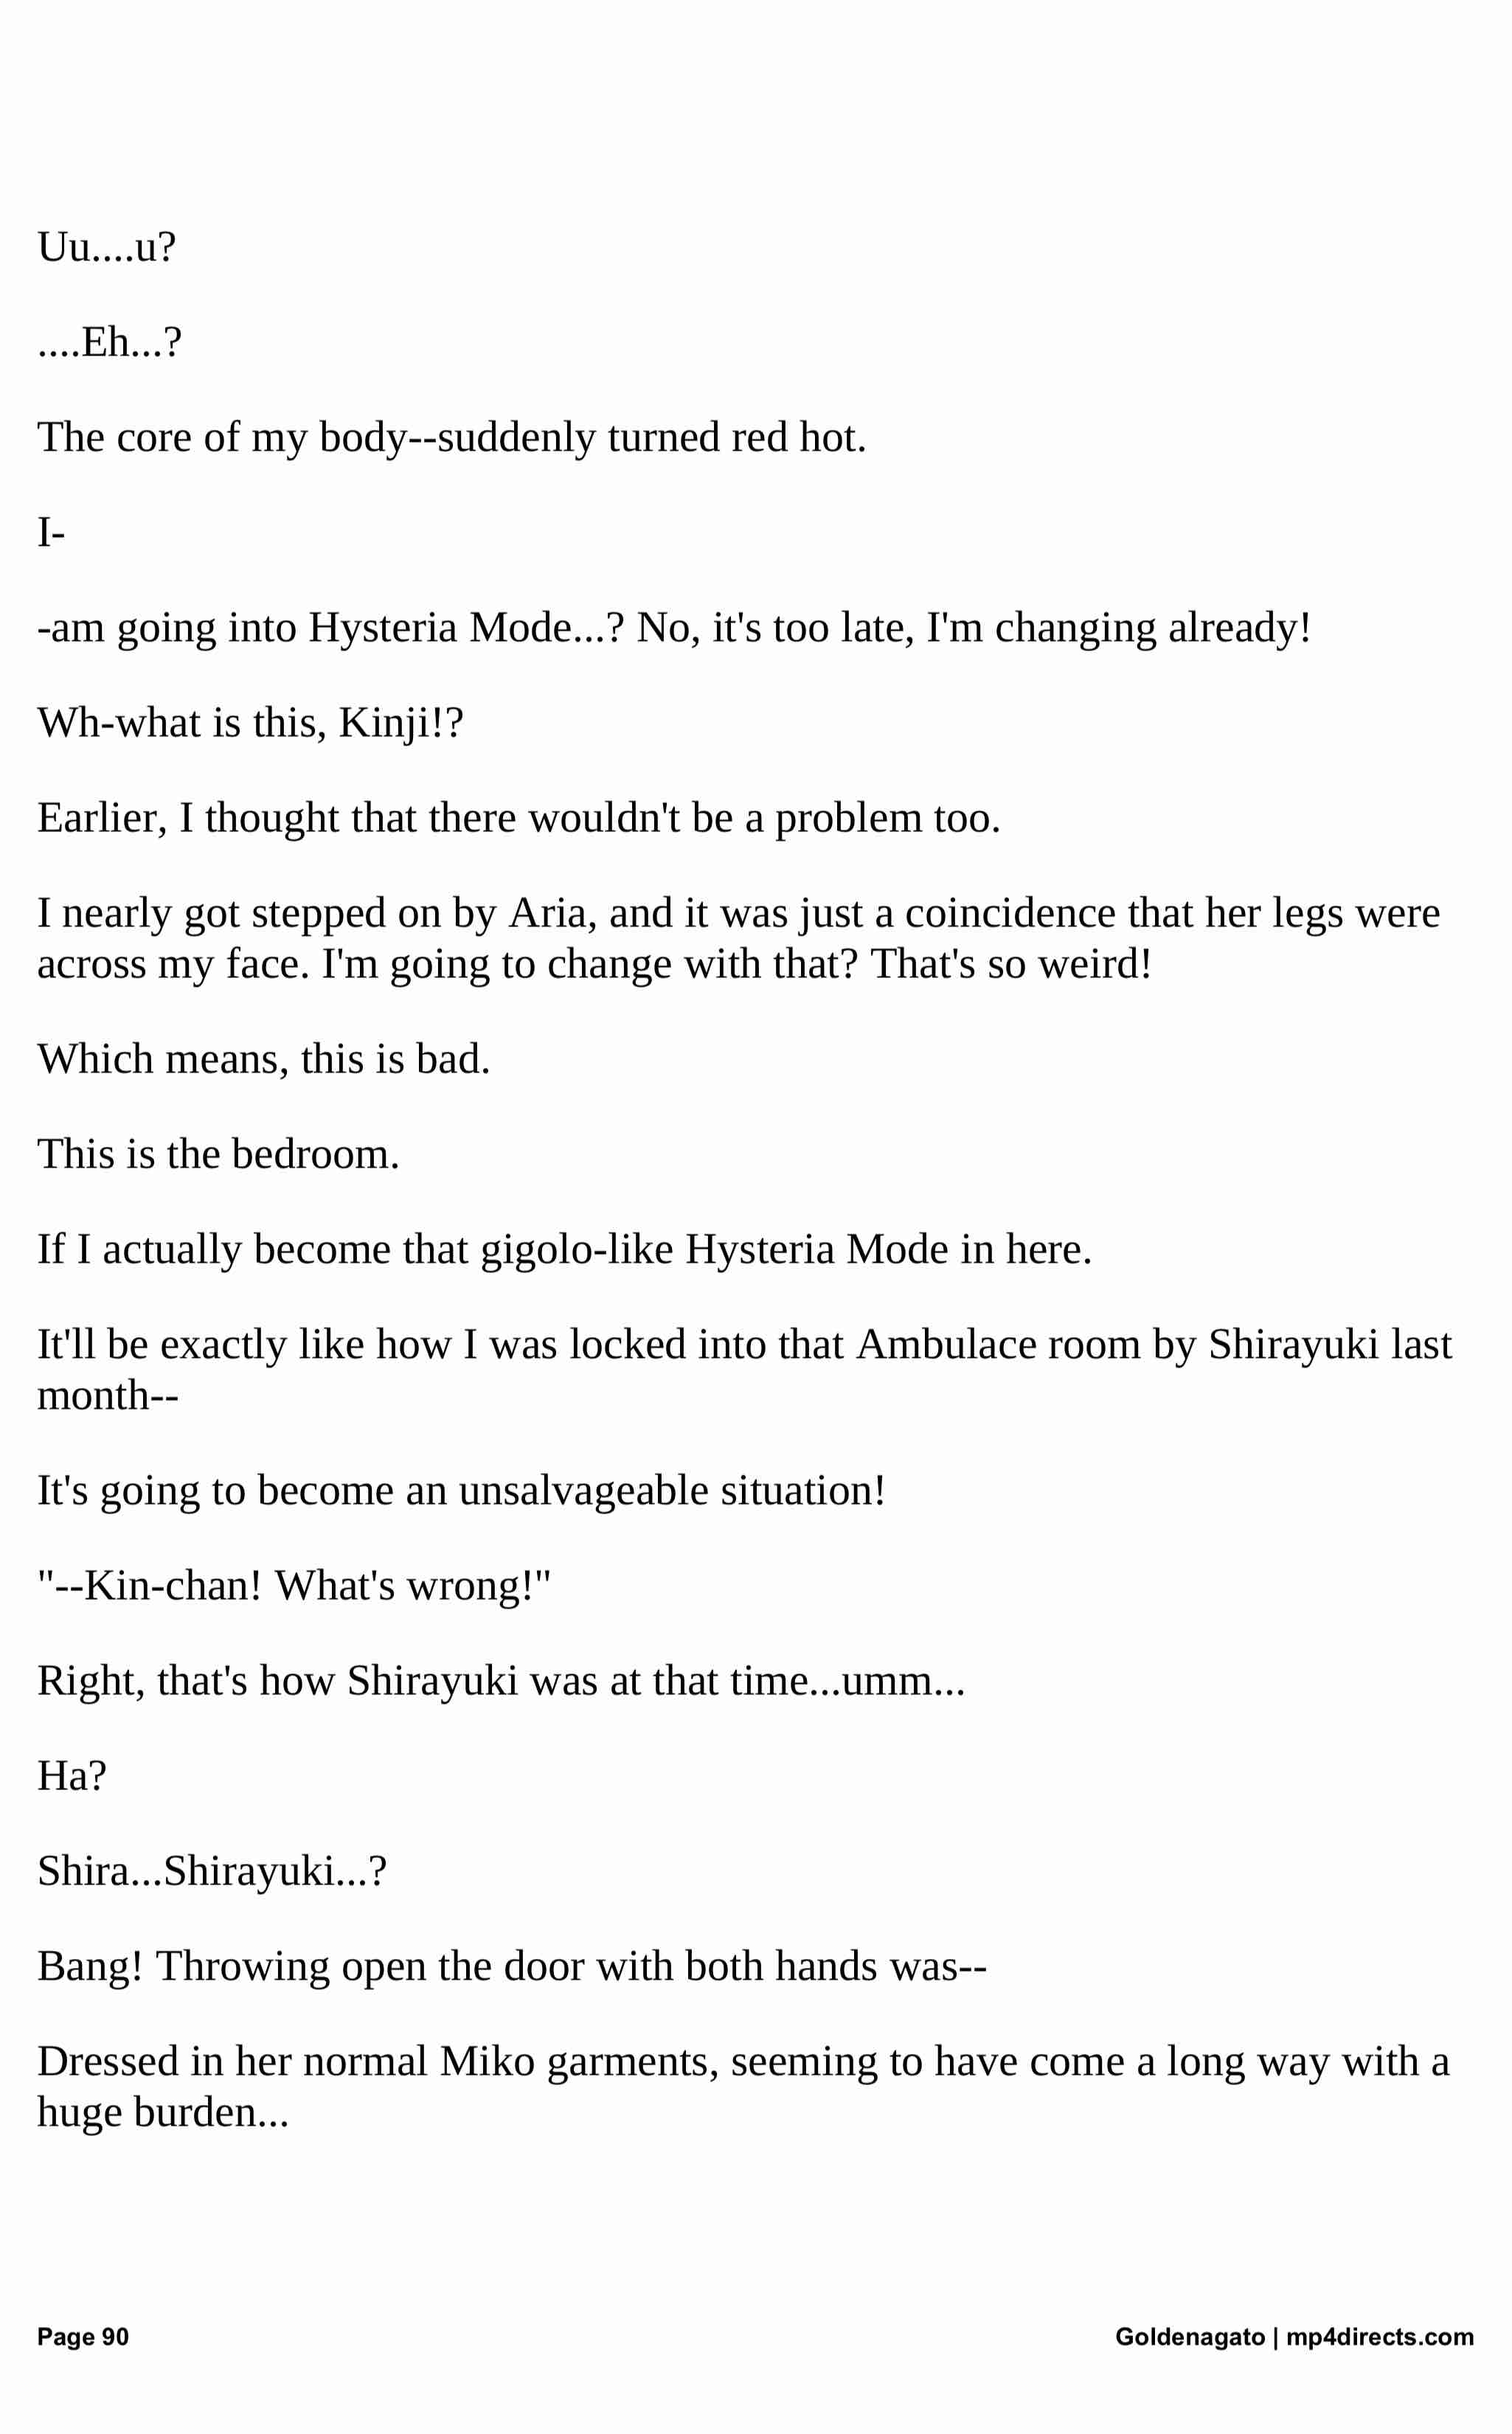 Uu....u?
....Eh...?
The core of my body--suddenly turned red hot.
I-
-am going into Hysteria Mode...? No, it's too late, I'm changing already!
Wh-what is this, Kinji!?
Earlier, I thought that there wouldn't be a problem too.
I nearly got stepped on by Aria, and it was just a coincidence that her legs were
across my face. I'm going to change with that? That's so weird!
Which means, this is bad.
This is the bedroom.
If I actually become that gigolo-like Hysteria Mode in here.
It'll be exactly like how I was locked into that Ambulace room by Shirayuki last
month--
It's going to become an unsalvageable situation!
"--Kin-chan! What's wrong!"
Right, that's how Shirayuki was at that time...umm...
Ha?
Shira...Shirayuki...?
Bang! Throwing open the door with both hands was--
Dressed in her normal Miko garments, seeming to have come a long way with a
huge burden...
Page 90
Goldenagato | mp4directs.com